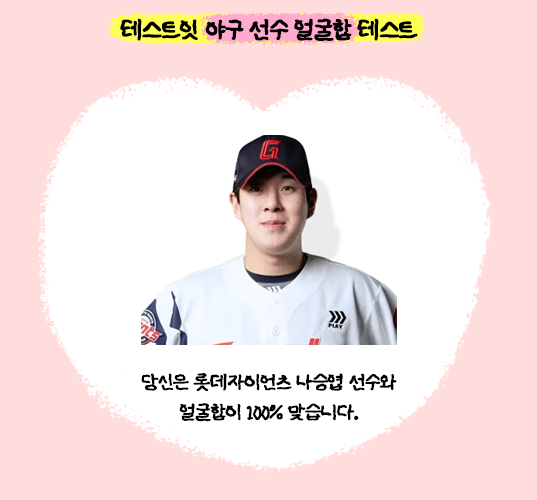 테스트잇 야구 선수 얼굴합 테스트
G
PLAY
당신은 롯데자이언츠 나승엽 선수와
얼굴합이 100% 맞습니다.